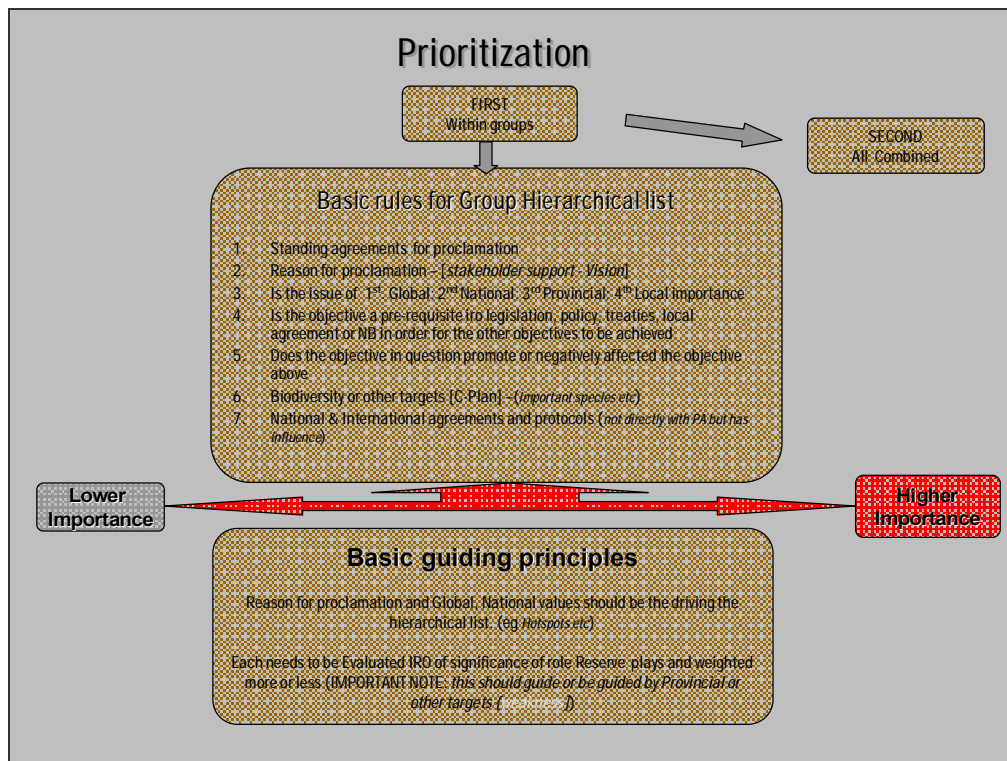 Prioritization
FIRST
Within groups
SECOND
All Combined
Basic rules for Group Hierarchical list
1. Standing agreements for proclamation
2. Reason for proclamation – [stakeholder support - Vision]
3. Is the issue of 1st Global, 2nd National, 3rd Provincial, 4th Local importance
4. Is the objective a pre-requisite iro legislation, policy, treaties, local
agreement or NB in order for the other objectives to be achieved
5. Does the objective in question promote or negatively affected the objective
above
6. Biodiversity or other targets [C-Plan] –(important species etc)
7. National & International agreements and protocols (not directly with PA but has
influence)
Lower
Importance
Higher
Importance
Basic guiding principles
Reason for proclamation and Global, National values should be the driving the
hierarchical list. (eg Hotspots etc)
Each needs to be Evaluated IRO of significance of role Reserve plays and weighted
more or less (IMPORTANT NOTE: this should guide or be guided by Provincial or
other targets [weakness])